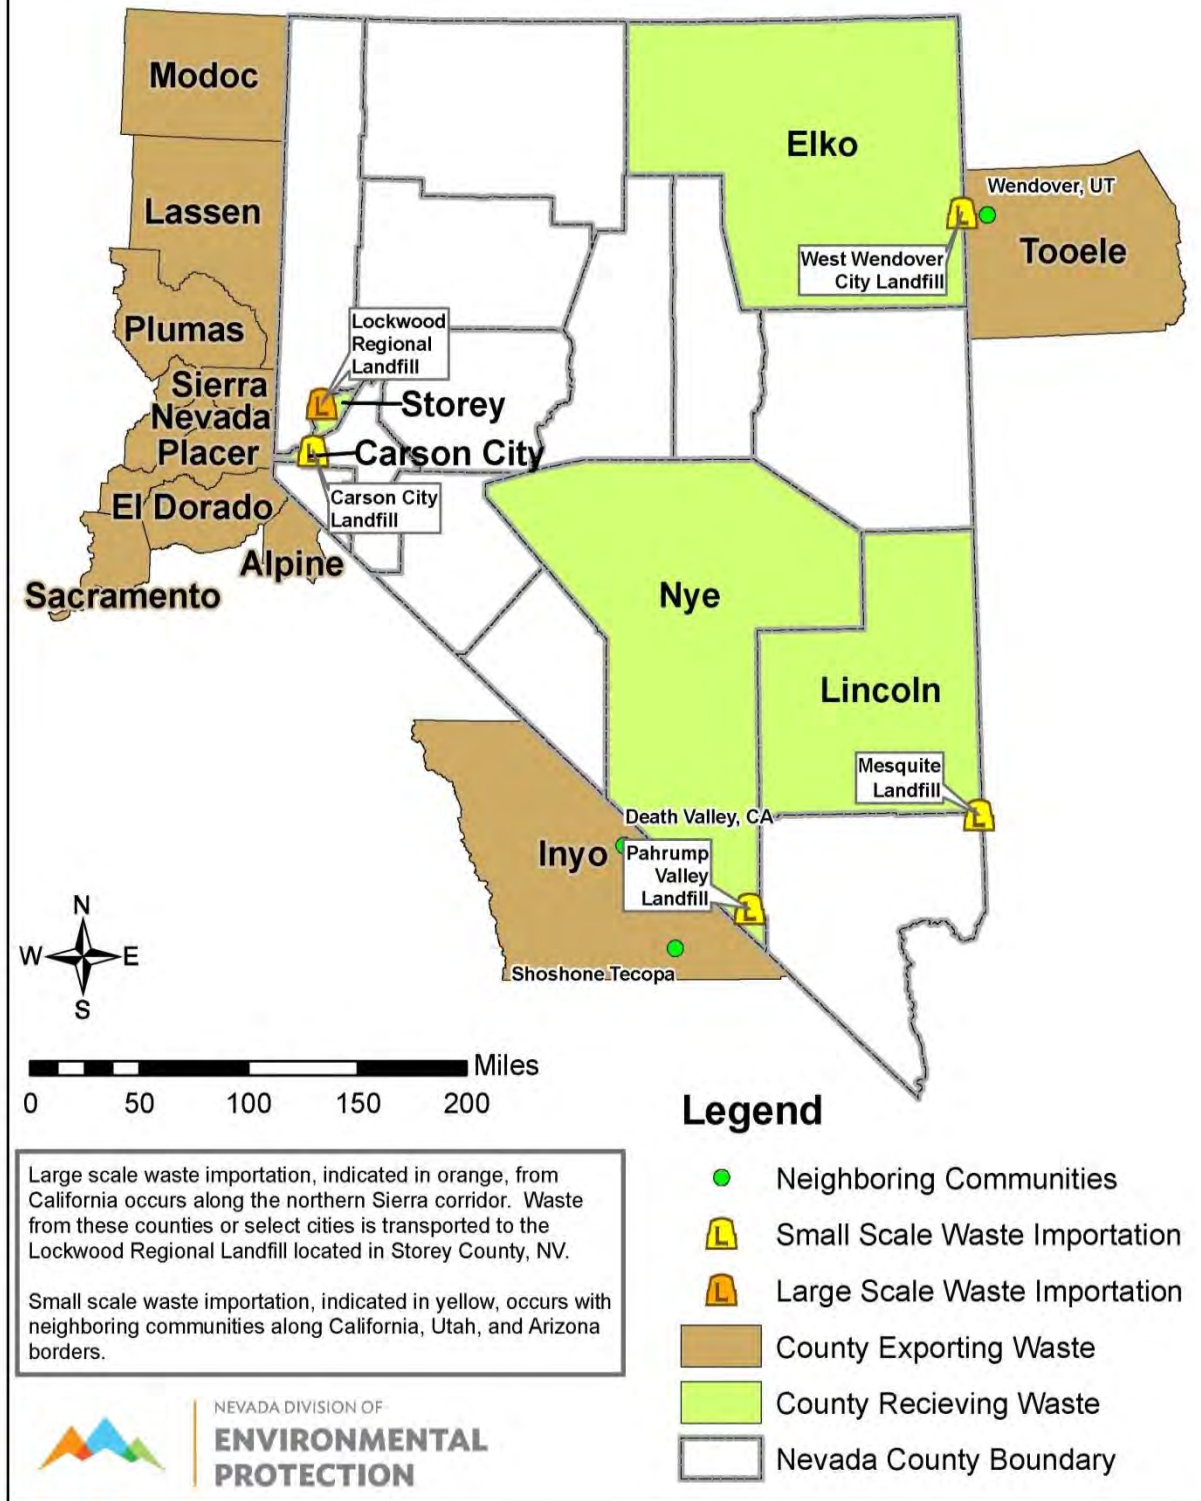 Modoc
Elko
Lassen
Wendover, UT
Tooele
West Wendover
City Landfill
Plumas
Lockwood
Regional
Landfill
Sierra
Storey
Nevada
Placer
Carson City
El Dorado
Carson City
Landfill
Alpine
Sacramento
Nye
Lincoln
Mesquite
Landfill
Death Valley, CA
Inyo
Pahrump
Valley
Landfill
Shoshone Tecopa
N
W E
S
Miles
0 50 100 150 200
Large scale waste importation, indicated in orange, from
California occurs along the northern Sierra corridor. Waste
from these counties or select cities is transported to the
Lockwood Regional Landfill located in Storey County, NV.
Small scale waste importation, indicated in yellow, occurs with
neighboring communities along California, Utah, and Arizona
borders.
Legend
Neighboring Communities
L Small Scale Waste Importation
L Large Scale Waste Importation
County Exporting Waste
County Recieving Waste
Nevada County Boundary
NEVADA DIVISION OF
ENVIRONMENTAL
PROTECTION